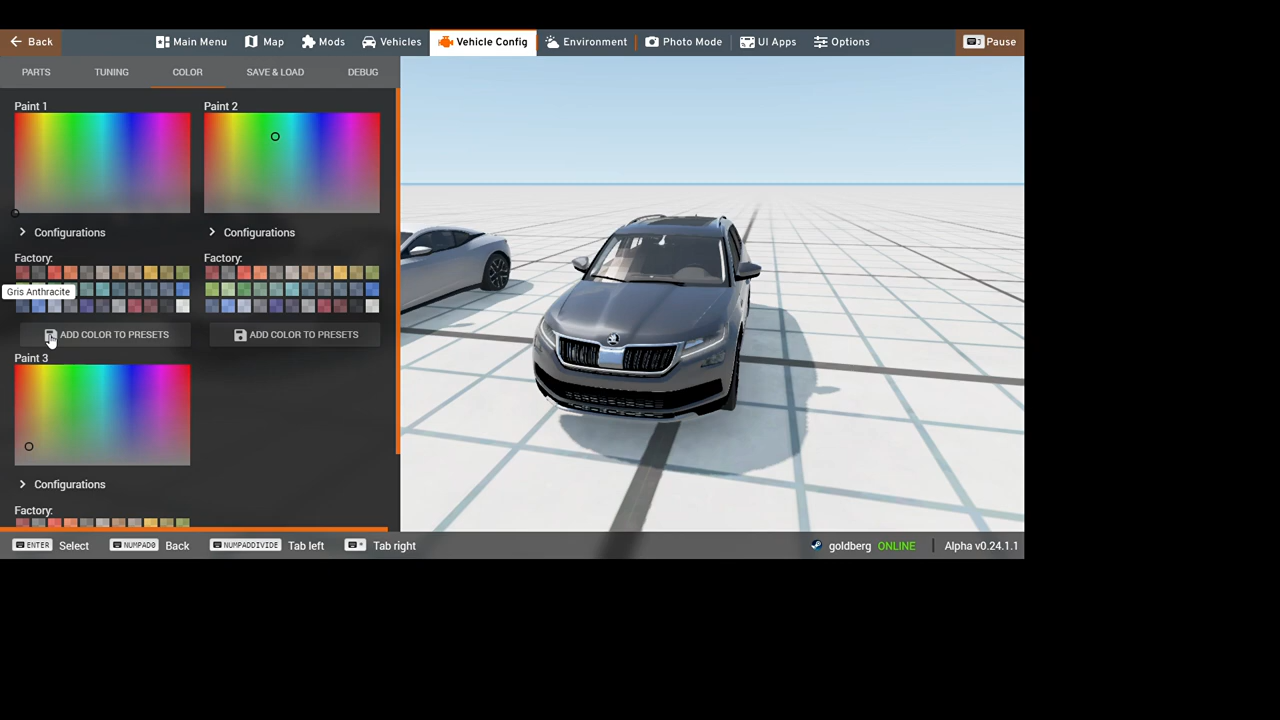 Back
Main Menu
Map
Mods
Vehicles
Vehicle Config
Environment
Photo Mode
UI Apps
Options
Pause
PARTS
TUNING
COLOR
SAVE & LOAD
DEBUG
Paint 1
Paint 2
Configurations
Configurations
Factory:
Factory:
Gris Anthracite
ADD COLOR TO PRESETS
ADD COLOR TO PRESETS
Paint 3
Configurations
Factory:
ENTER Select
NUMPAD0 Back
NUMPADDIVIDE Tab left
* Tab right
goldberg ONLINE
Alpha v0.24.1.1